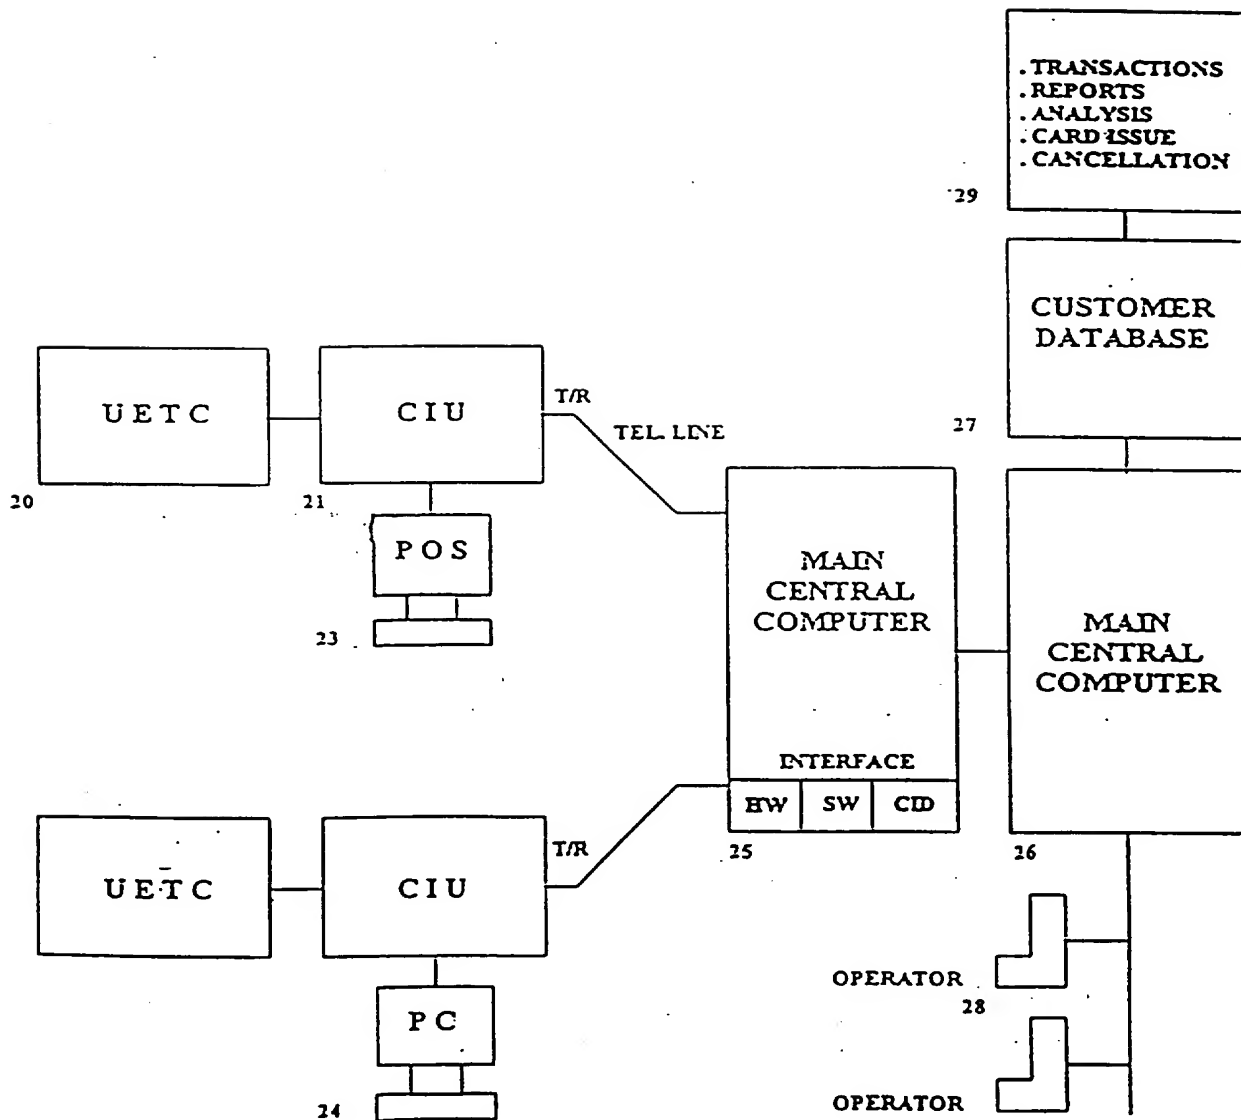 . TRANSACTIONS
. REPORTS
. ANALYSIS
. CARD ISSUE
. CANCELLATION
29
CUSTOMER
DATABASE
27
UETC
20
CIU
21
T/R
TEL. LINE
POS
23
MAIN
CENTRAL
COMPUTER
INTERFACE
HW
SW
CID
25
MAIN
CENTRAL
COMPUTER
26
UETC
CIU
T/R
PC
24
OPERATOR
28
OPERATOR